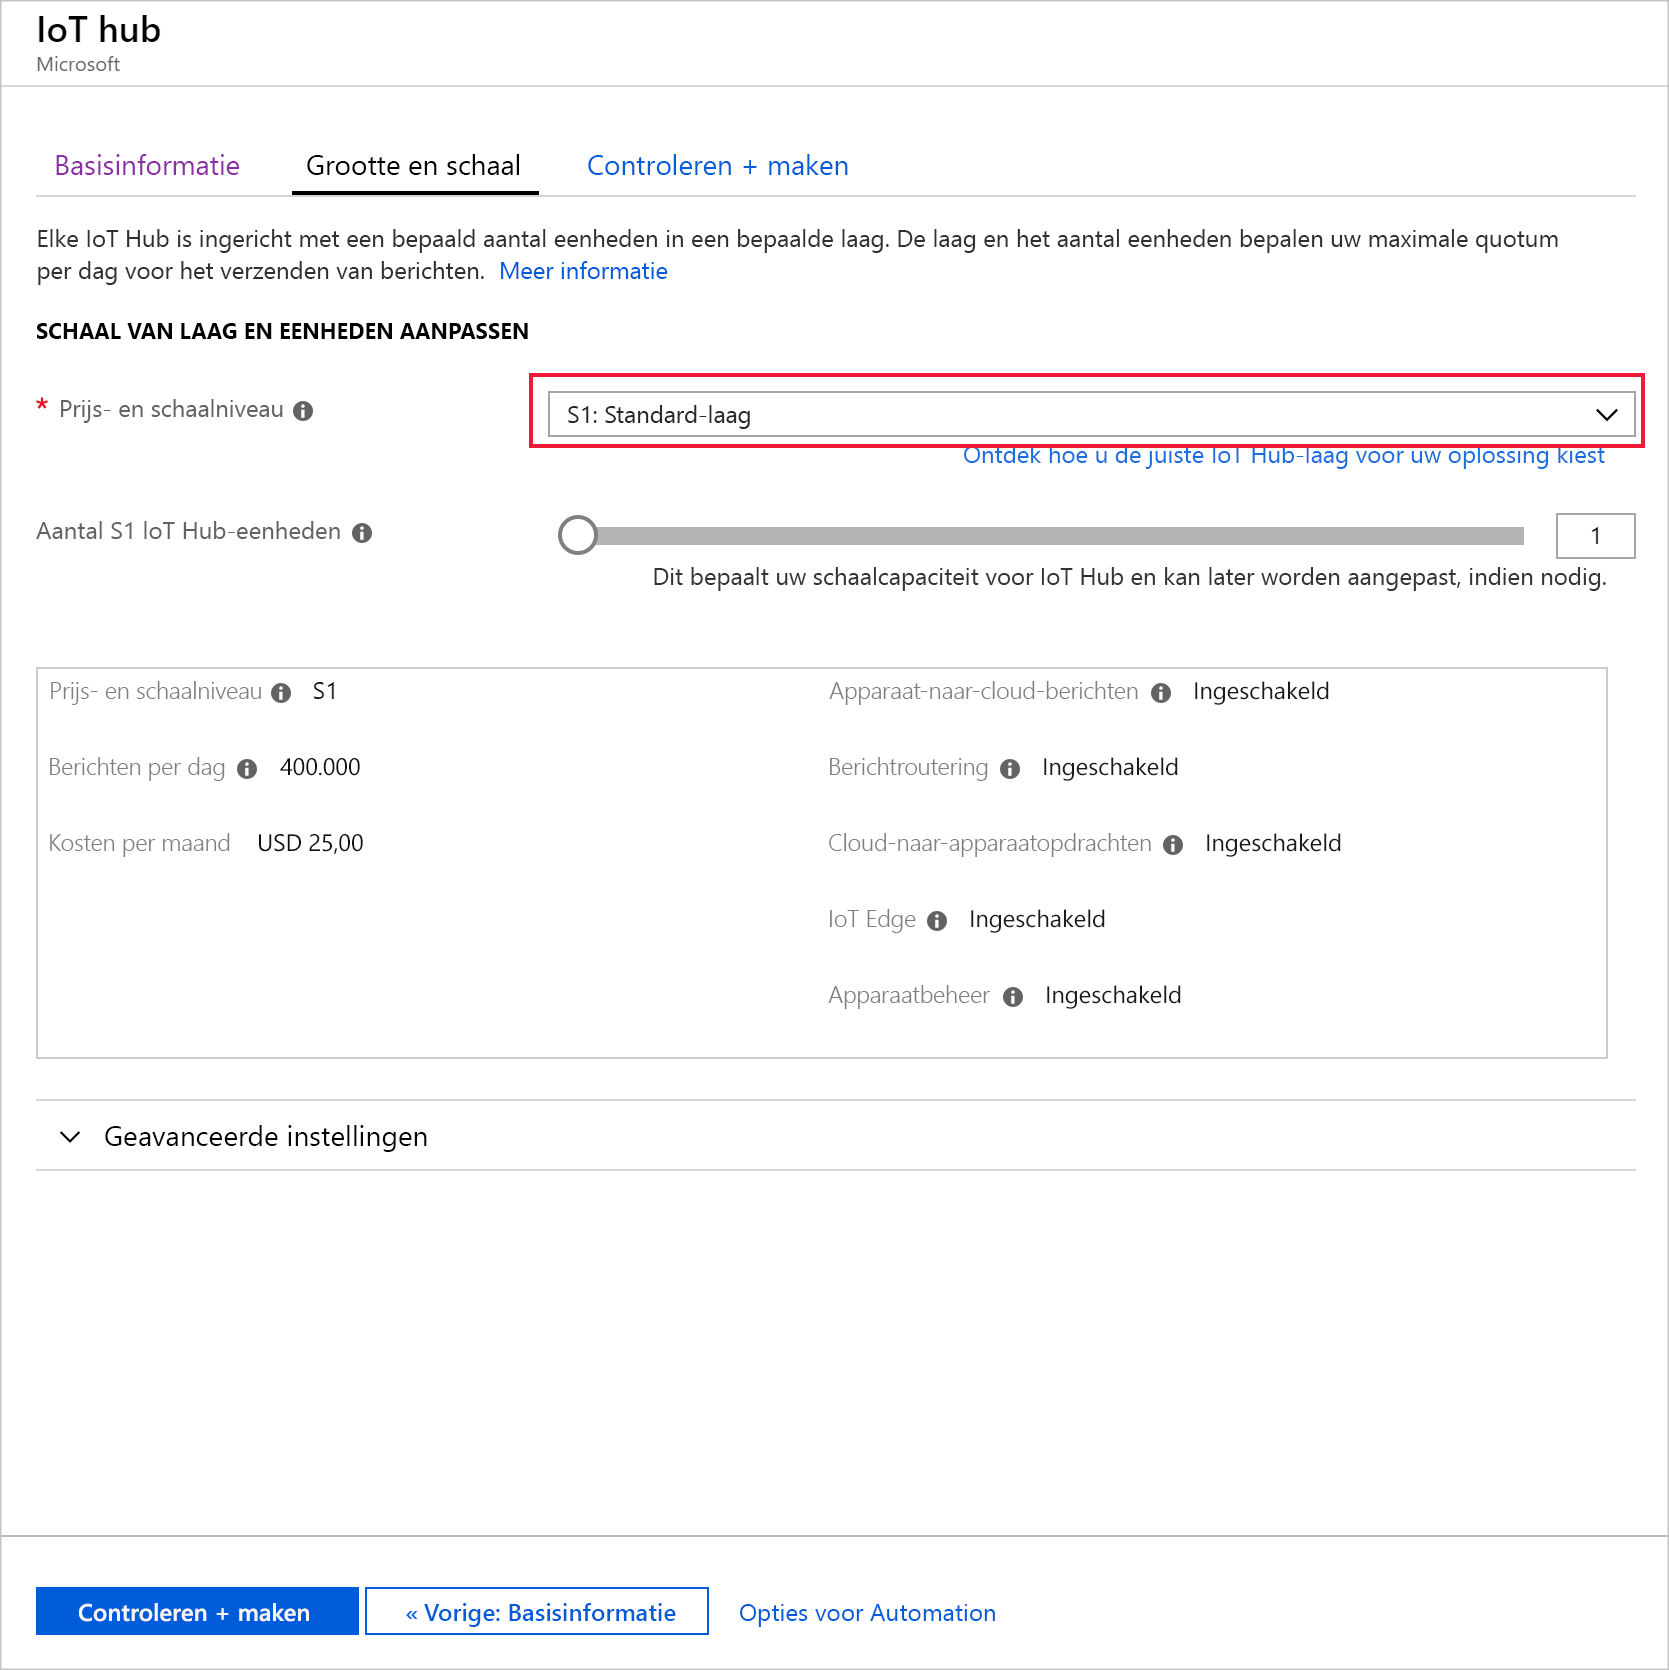 IoT hub
Microsoft
Basisinformatie
Grootte en schaal
Controleren + maken
Elke IoT Hub is ingericht met een bepaald aantal eenheden in een bepaalde laag. De laag en het aantal eenheden bepalen uw maximale quotum
per dag voor het verzenden van berichten. Meer informatie
SCHAAL VAN LAAG EN EENHEDEN AANPASSEN
* Prijs- en schaalniveau
S1: Standard-laag
Ontdek hoe u de juiste IoT Hub-laag voor uw oplossing kiest
Aantal S1 IoT Hub-eenheden
1
Dit bepaalt uw schaalcapaciteit voor IoT Hub en kan later worden aangepast, indien nodig.
Prijs- en schaalniveau S1
Berichten per dag 400.000
Kosten per maand USD 25,00
Apparaat-naar-cloud-berichten Ingeschakeld
Berichtroutering Ingeschakeld
Cloud-naar-apparaatopdrachten Ingeschakeld
IoT Edge Ingeschakeld
Apparaatbeheer Ingeschakeld
Geavanceerde instellingen
Controleren + maken
« Vorige: Basisinformatie
Opties voor Automation